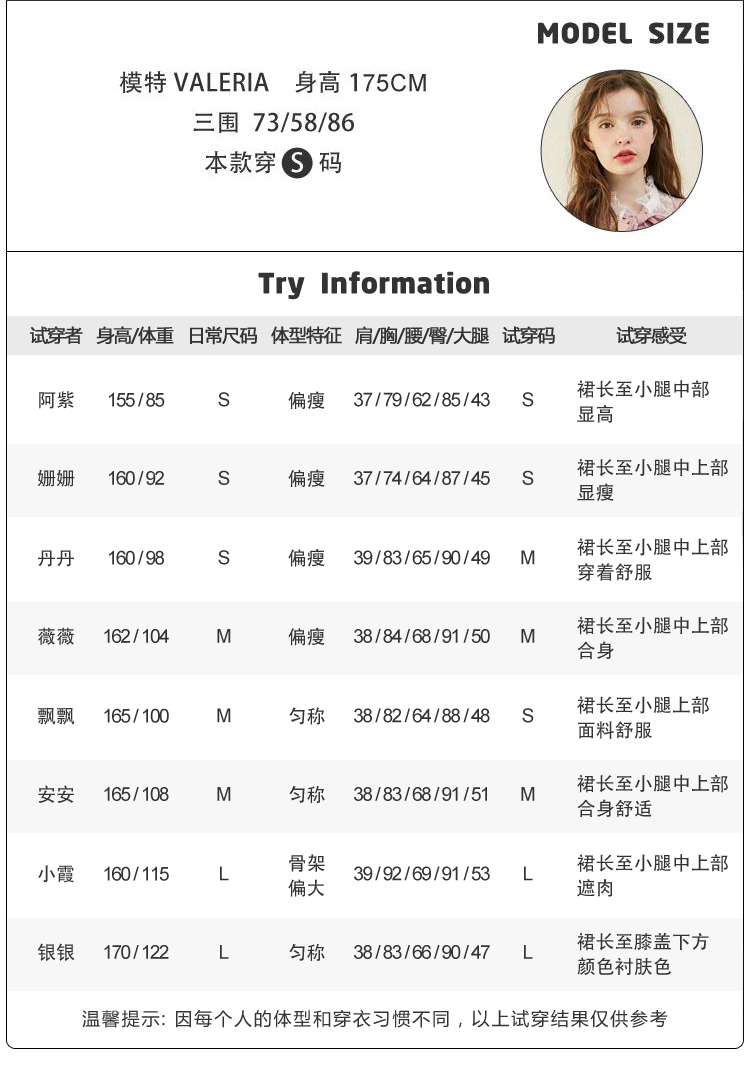 MODEL SIZE
模特 VALERIA 身高 175CM
三围 73/58/86
本款穿 S 码
Try Information
试穿者 身高/体重 日常尺码 体型特征 肩/胸/腰/臀/大腿 试穿码 试穿感受
阿紫 155/85 S 偏瘦 37/79/62/85/43 S 裙长至小腿中部
显高
姗姗 160/92 S 偏瘦 37/74/64/87/45 S 裙长至小腿中上部
显瘦
丹丹 160/98 S 偏瘦 39/83/65/90/49 M 裙长至小腿中上部
穿着舒服
薇薇 162/104 M 偏瘦 38/84/68/91/50 M 裙长至小腿中上部
合身
飘飘 165/100 M 匀称 38/82/64/88/48 S 裙长至小腿上部
面料舒服
安安 165/108 M 匀称 38/83/68/91/51 M 裙长至小腿中上部
合身舒适
小霞 160/115 L 骨架 39/92/69/91/53 L 裙长至小腿中上部
偏大 遮肉
银银 170/122 L 匀称 38/83/66/90/47 L 裙长至膝盖下方
颜色衬肤色
温馨提示: 因每个人的体型和穿衣习惯不同，以上试穿结果仅供参考